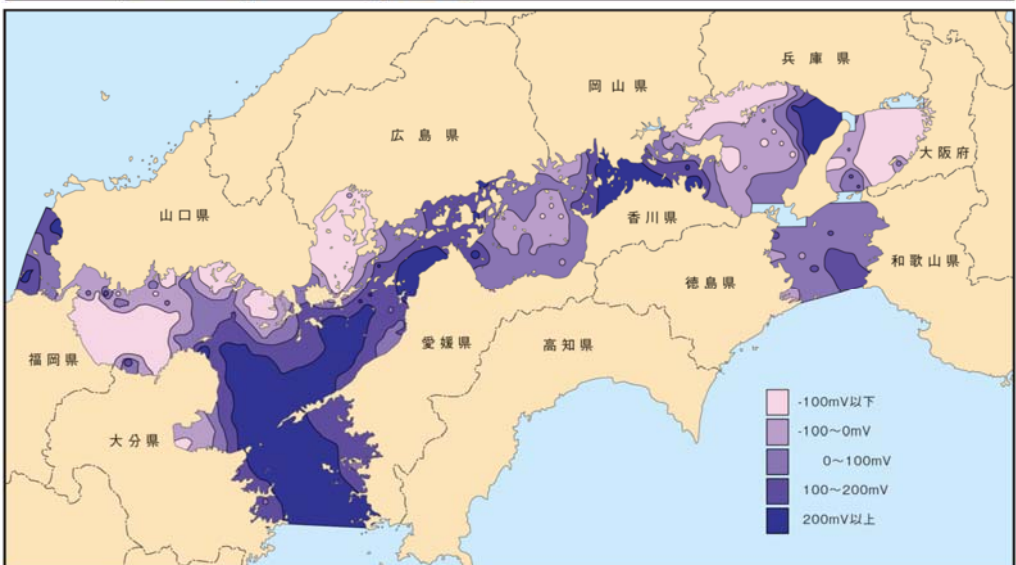 兵庫県
岡山県
広島県
大阪府
山口県
香川県
和歌山県
徳島県
愛媛県
高知県
福岡県
大分県
-100mV以下
-100～0mV
0～100mV
100～200mV
200mV以上